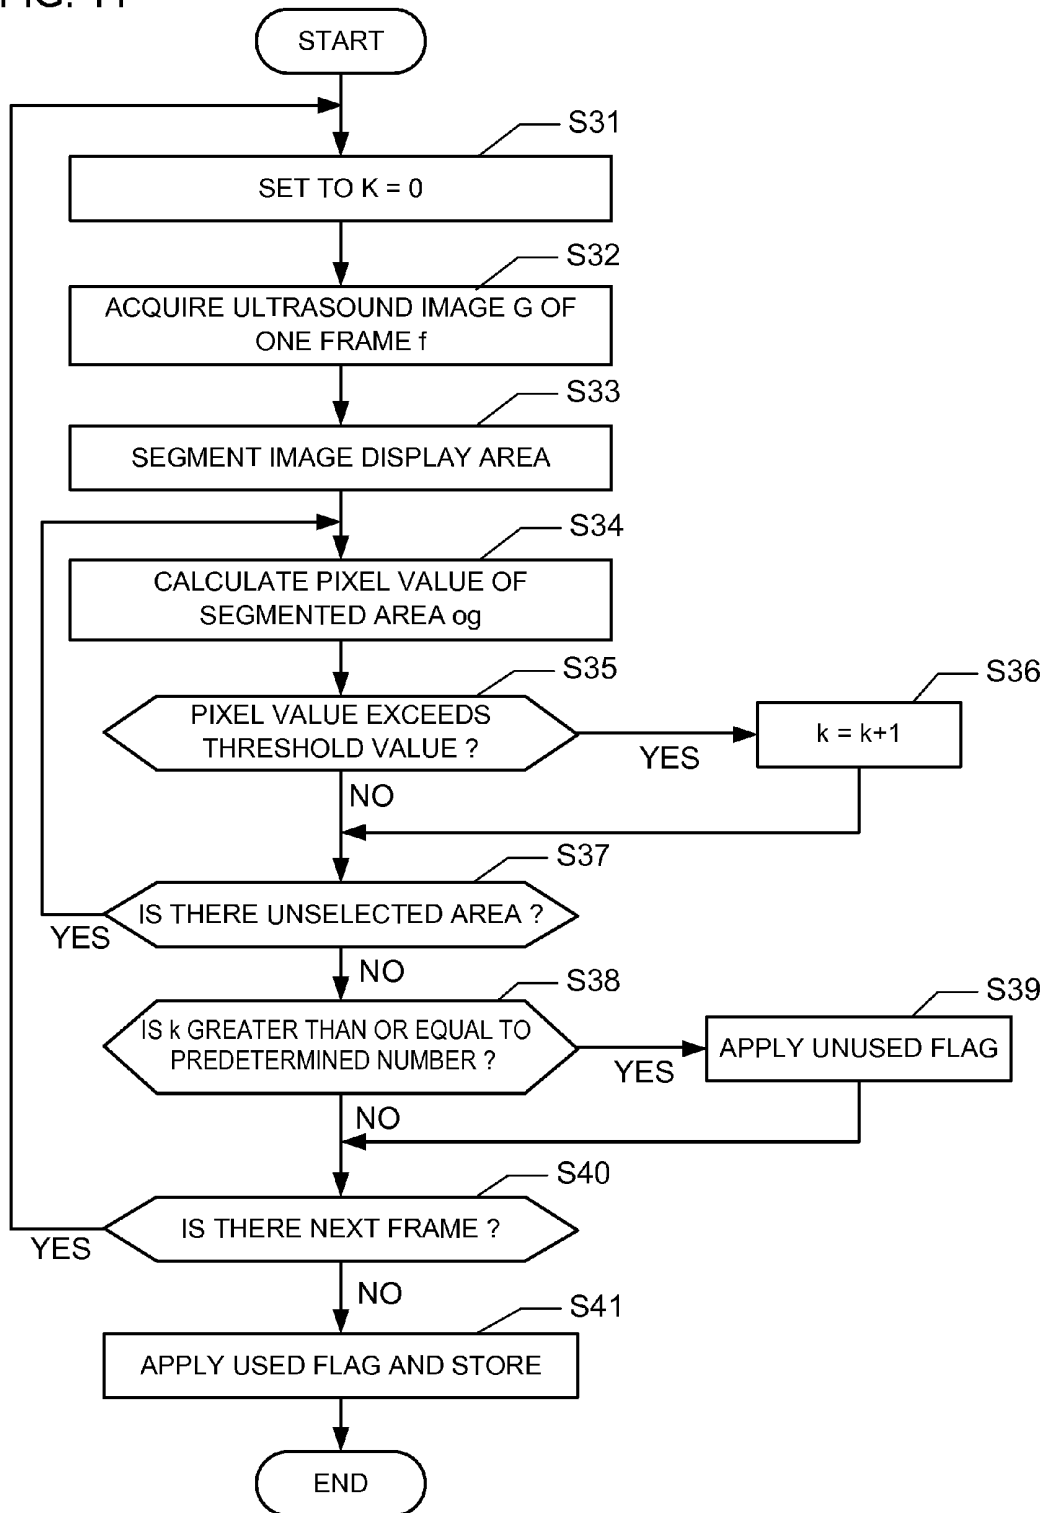 FIG. 11
START
S31
SET TO K = 0
S32
ACQUIRE ULTRASOUND IMAGE G OF
ONE FRAME f
S33
SEGMENT IMAGE DISPLAY AREA
S34
CALCULATE PIXEL VALUE OF
SEGMENTED AREA og
S35
PIXEL VALUE EXCEEDS
THRESHOLD VALUE ?
YES
S36
k = k+1
NO
S37
IS THERE UNSELECTED AREA ?
YES
NO
S38
IS k GREATER THAN OR EQUAL TO
PREDETERMINED NUMBER ?
YES
S39
APPLY UNUSED FLAG
NO
S40
IS THERE NEXT FRAME ?
YES
NO
S41
APPLY USED FLAG AND STORE
END